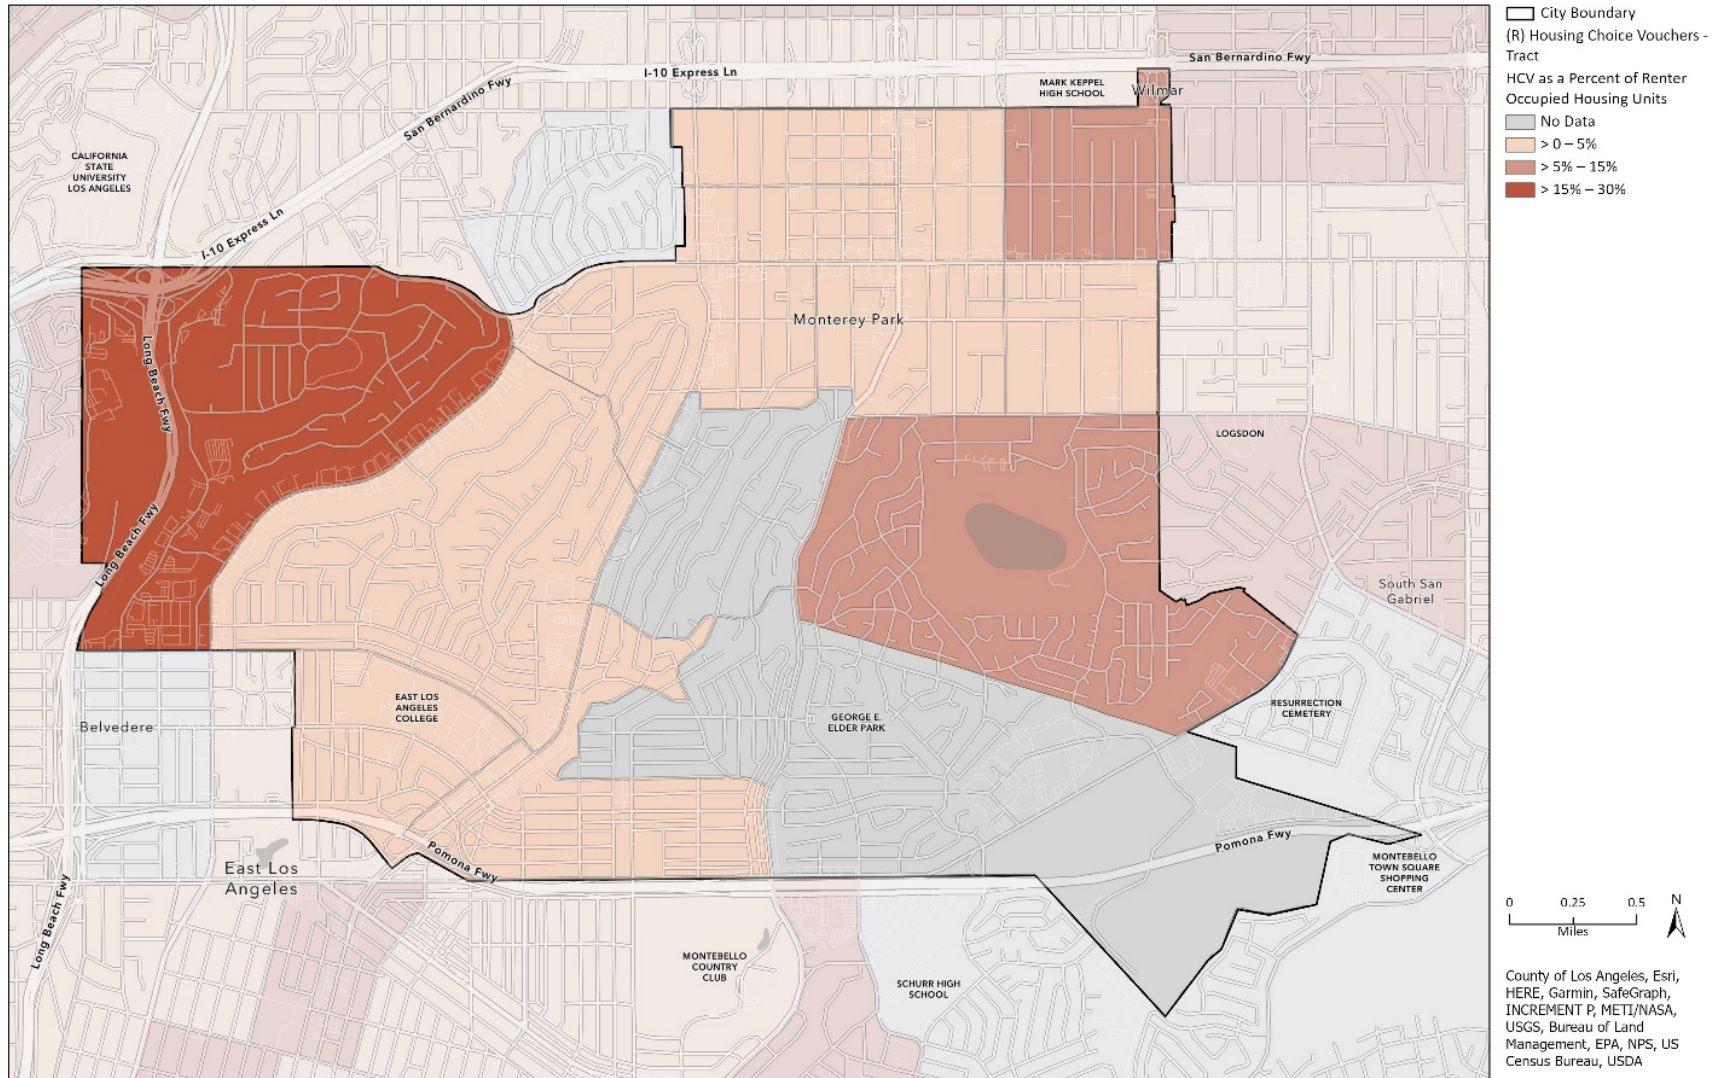 City Boundary
(R) Housing Choice Vouchers -
Tract
HCV as a Percent of Renter
Occupied Housing Units
No Data
> 0 – 5%
> 5% – 15%
> 15% – 30%
San Bernardino Fwy
I-10 Express Ln
MARK KEPPEL
HIGH SCHOOL
Wilmar
San Bernardino Fwy
CALIFORNIA
STATE
UNIVERSITY
LOS ANGELES
I-10 Express Ln
Monterey Park
Long Beach Fwy
LOGSDON
Long Beach Fwy
South San
Gabriel
EAST LOS
ANGELES
COLLEGE
RESURRECTION
CEMETERY
GEORGE E.
ELDER PARK
Belvedere
Pomona Fwy
Pomona Fwy
East Los
Angeles
MONTEBELLO
TOWN SQUARE
SHOPPING
CENTER
Long Beach Fwy
MONTEBELLO
COUNTRY
CLUB
SCHURR HIGH
SCHOOL
0 0.25 0.5
Miles
N
County of Los Angeles, Esri,
HERE, Garmin, SafeGraph,
INCREMENT P, METI/NASA,
USGS, Bureau of Land
Management, EPA, NPS, US
Census Bureau, USDA